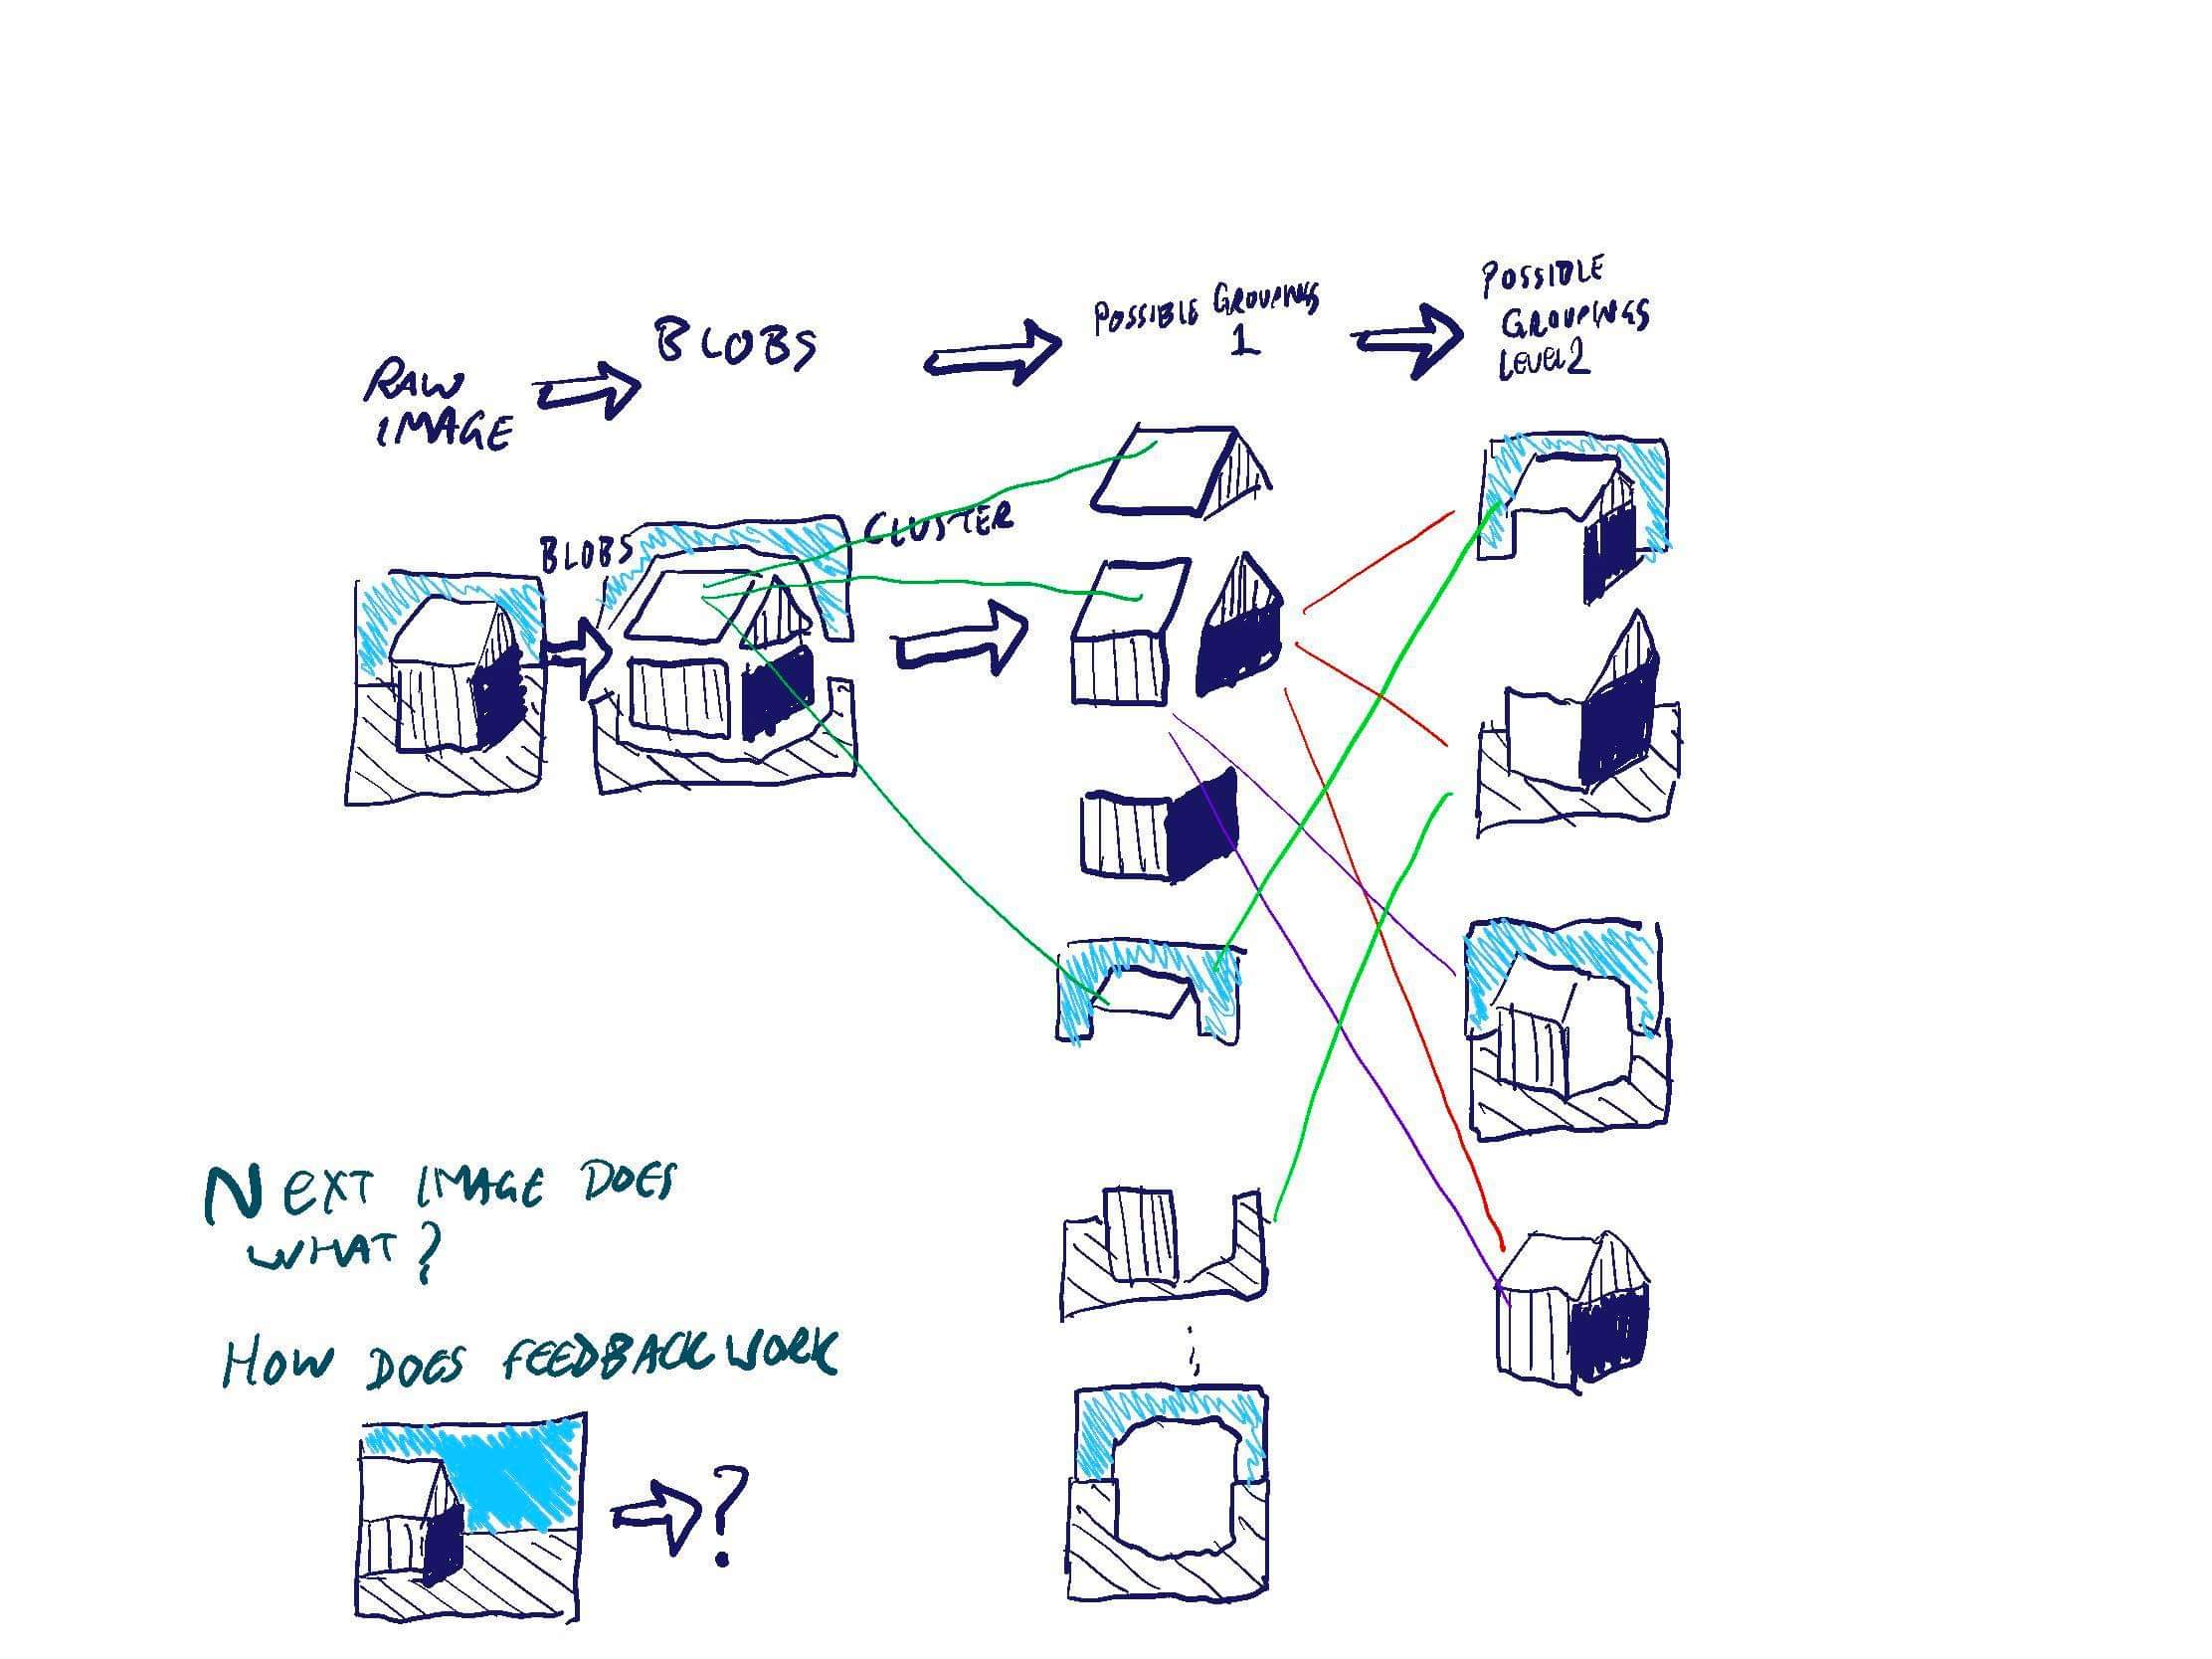 RAW
IMAGE
BLOBS
POSSIBLE GROUPINGS
1
POSSIBLE
GROUPINGS
LEVEL 2
BLOBS
CLUSTER
NEXT IMAGE DOES
WHAT?
HOW DOES FEEDBACK WORK
?